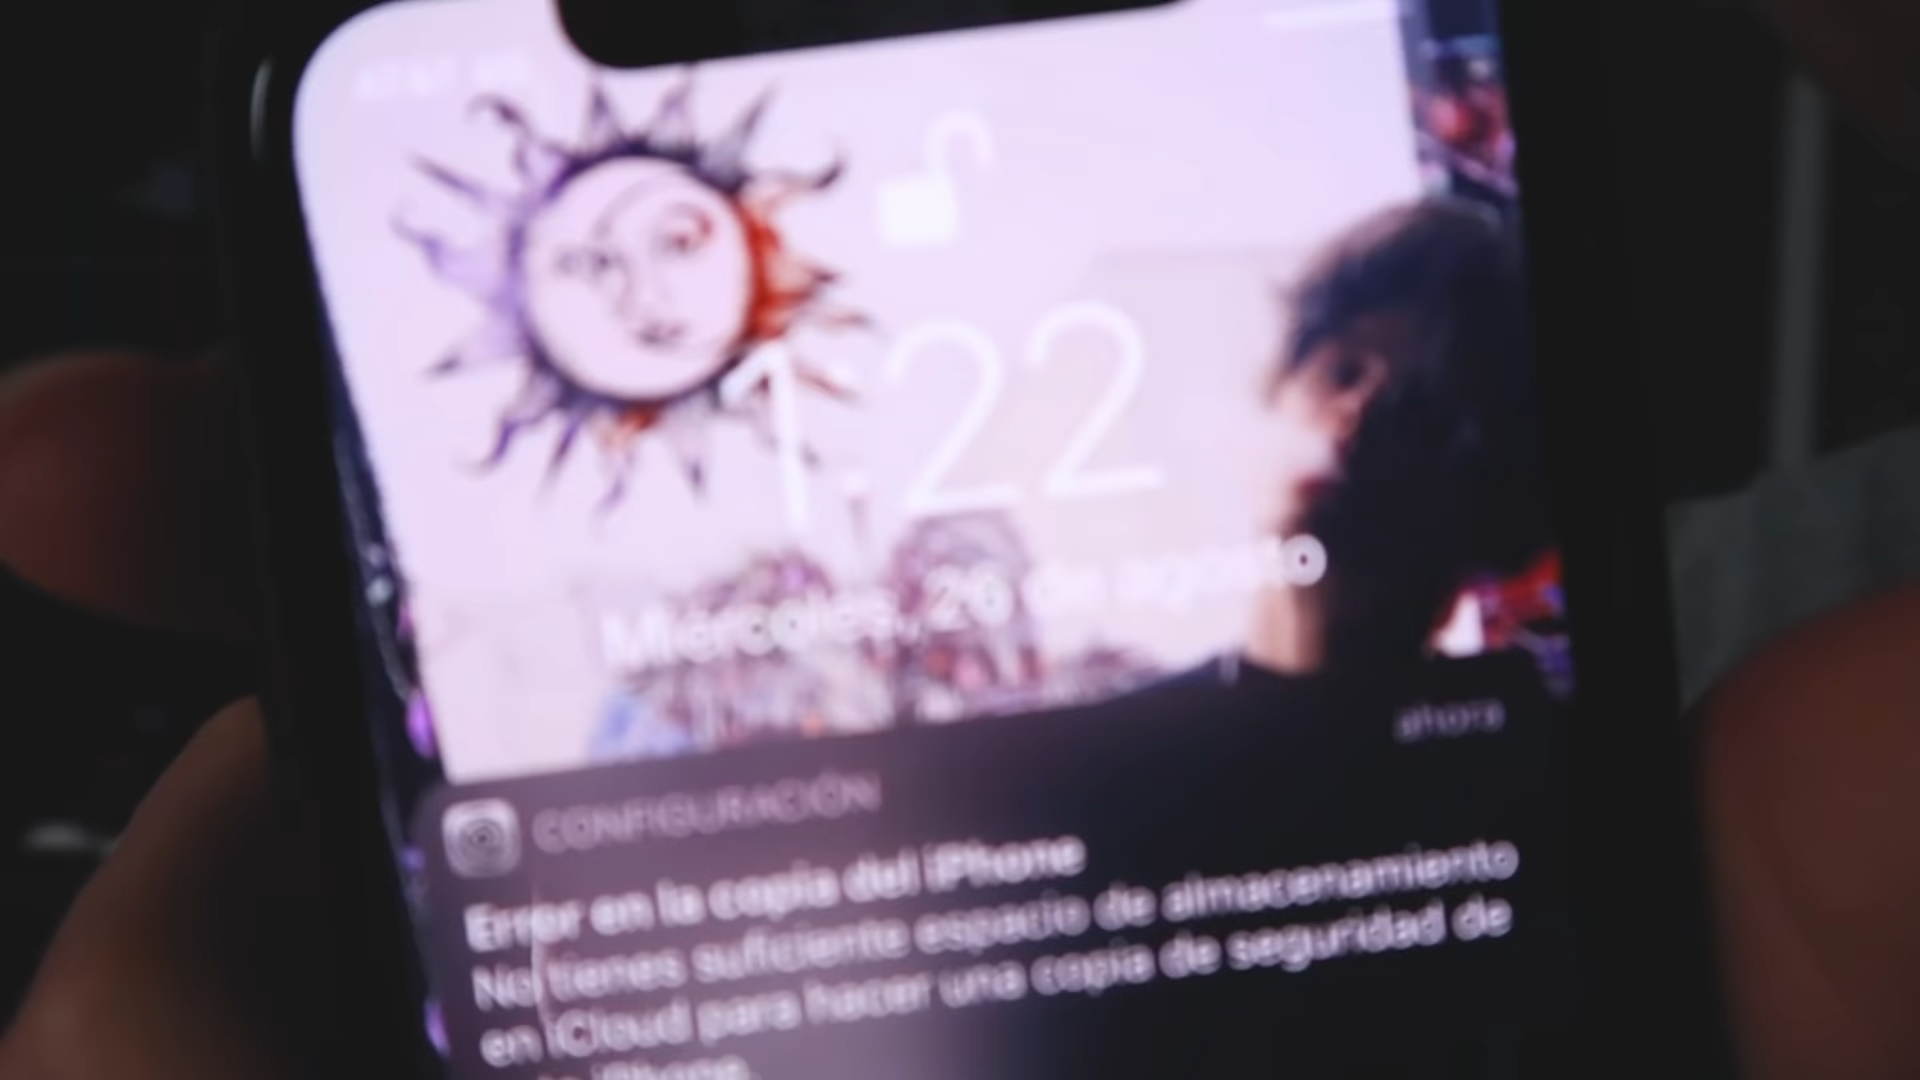 1:22
Miércoles, 26 de agosto
ahora
CONFIGURACIÓN
Error en la copia del iPhone
No tienes suficiente espacio de almacenamiento
en iCloud para hacer una copia de seguridad de
iPhone.